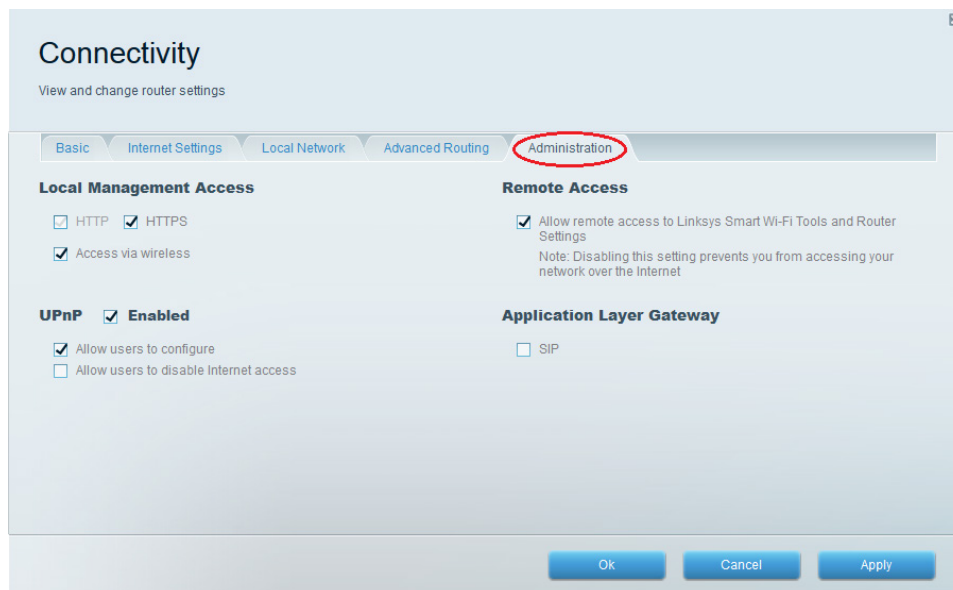 Connectivity
View and change router settings
Basic Internet Settings Local Network Advanced Routing Administration
Local Management Access
HTTP HTTPS
Access via wireless
UPnP Enabled
Allow users to configure
Allow users to disable Internet access
Remote Access
Allow remote access to Linksys Smart Wi-Fi Tools and Router
Settings
Note: Disabling this setting prevents you from accessing your
network over the Internet
Application Layer Gateway
SIP
Ok Cancel Apply